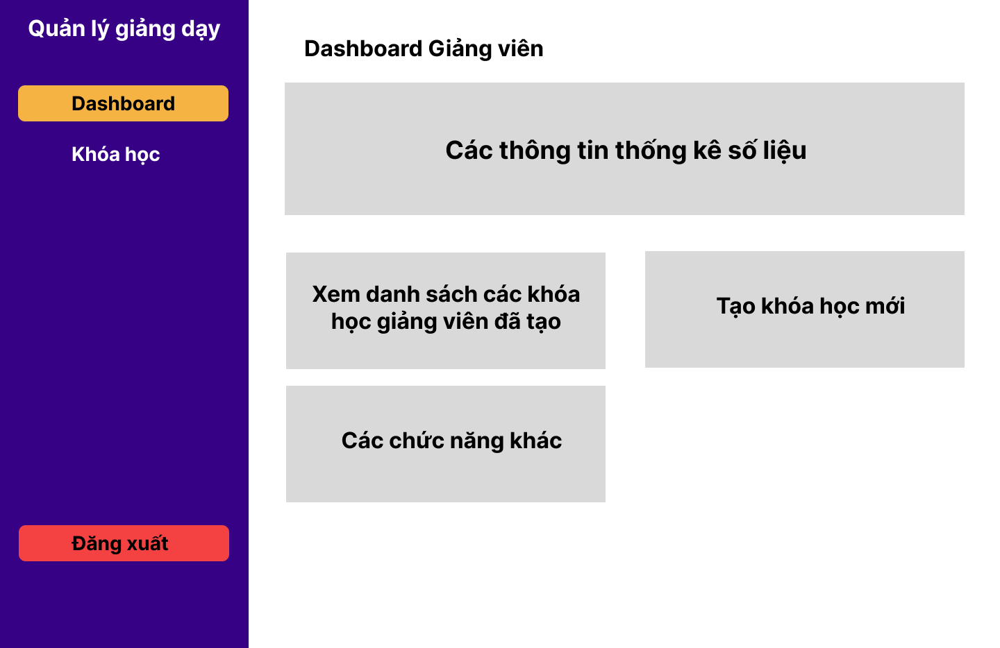 Quản lý giảng dạy
Dashboard
Khóa học
Đăng xuất
Dashboard Giảng viên
Các thông tin thống kê số liệu
Xem danh sách các khóa
học giảng viên đã tạo
Tạo khóa học mới
Các chức năng khác